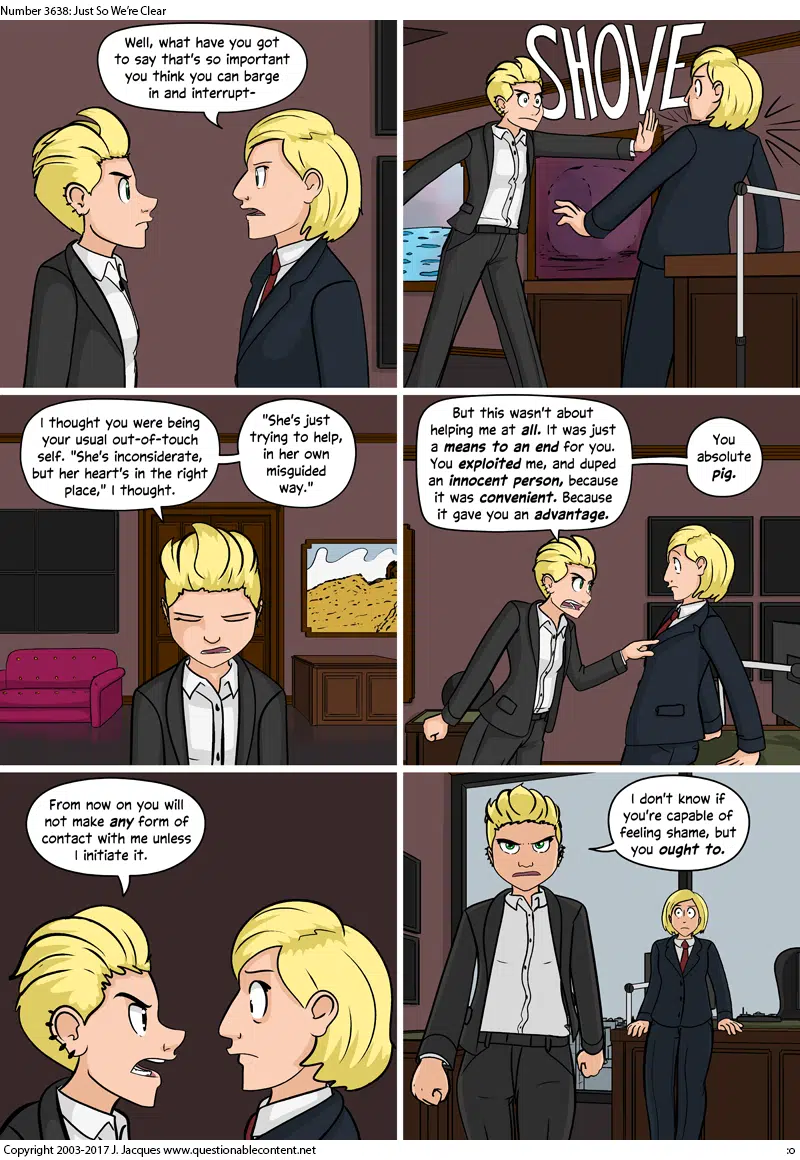 Number 3638: Just So We're Clear
Well, what have you got
to say that's so important
you think you can barge
in and interrupt-
SHOVE
I thought you were being
your usual out-of-touch
self. "She's inconsiderate,
but her heart's in the right
place," I thought.
"She's just
trying to help,
in her own
misguided
way."
But this wasn't about
helping me at all. It was just
a means to an end for you.
You exploited me, and duped
an innocent person, because
it was convenient. Because
it gave you an advantage.
You
absolute
pig.
From now on you will
not make any form of
contact with me unless
I initiate it.
I don't know if
you're capable of
feeling shame, but
you ought to.
Copyright 2003-2017 J. Jacques www.questionablecontent.net
:o